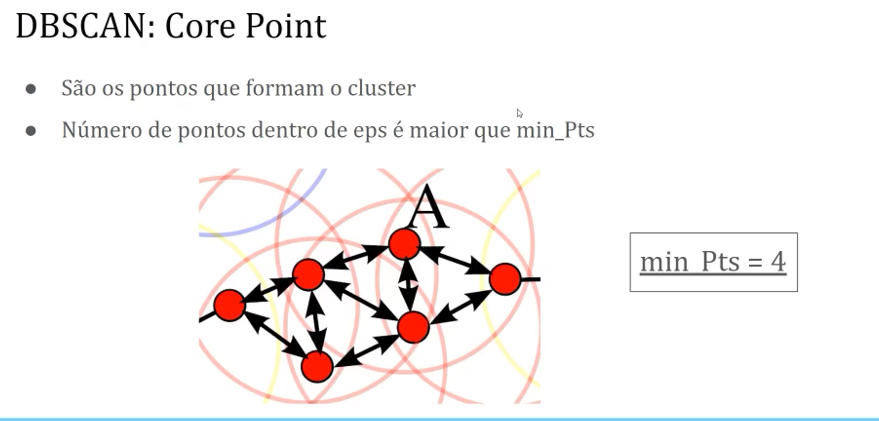 DBSCAN: Core Point
● São os pontos que formam o cluster
● Número de pontos dentro de eps é maior que min_Pts
A
min_Pts = 4